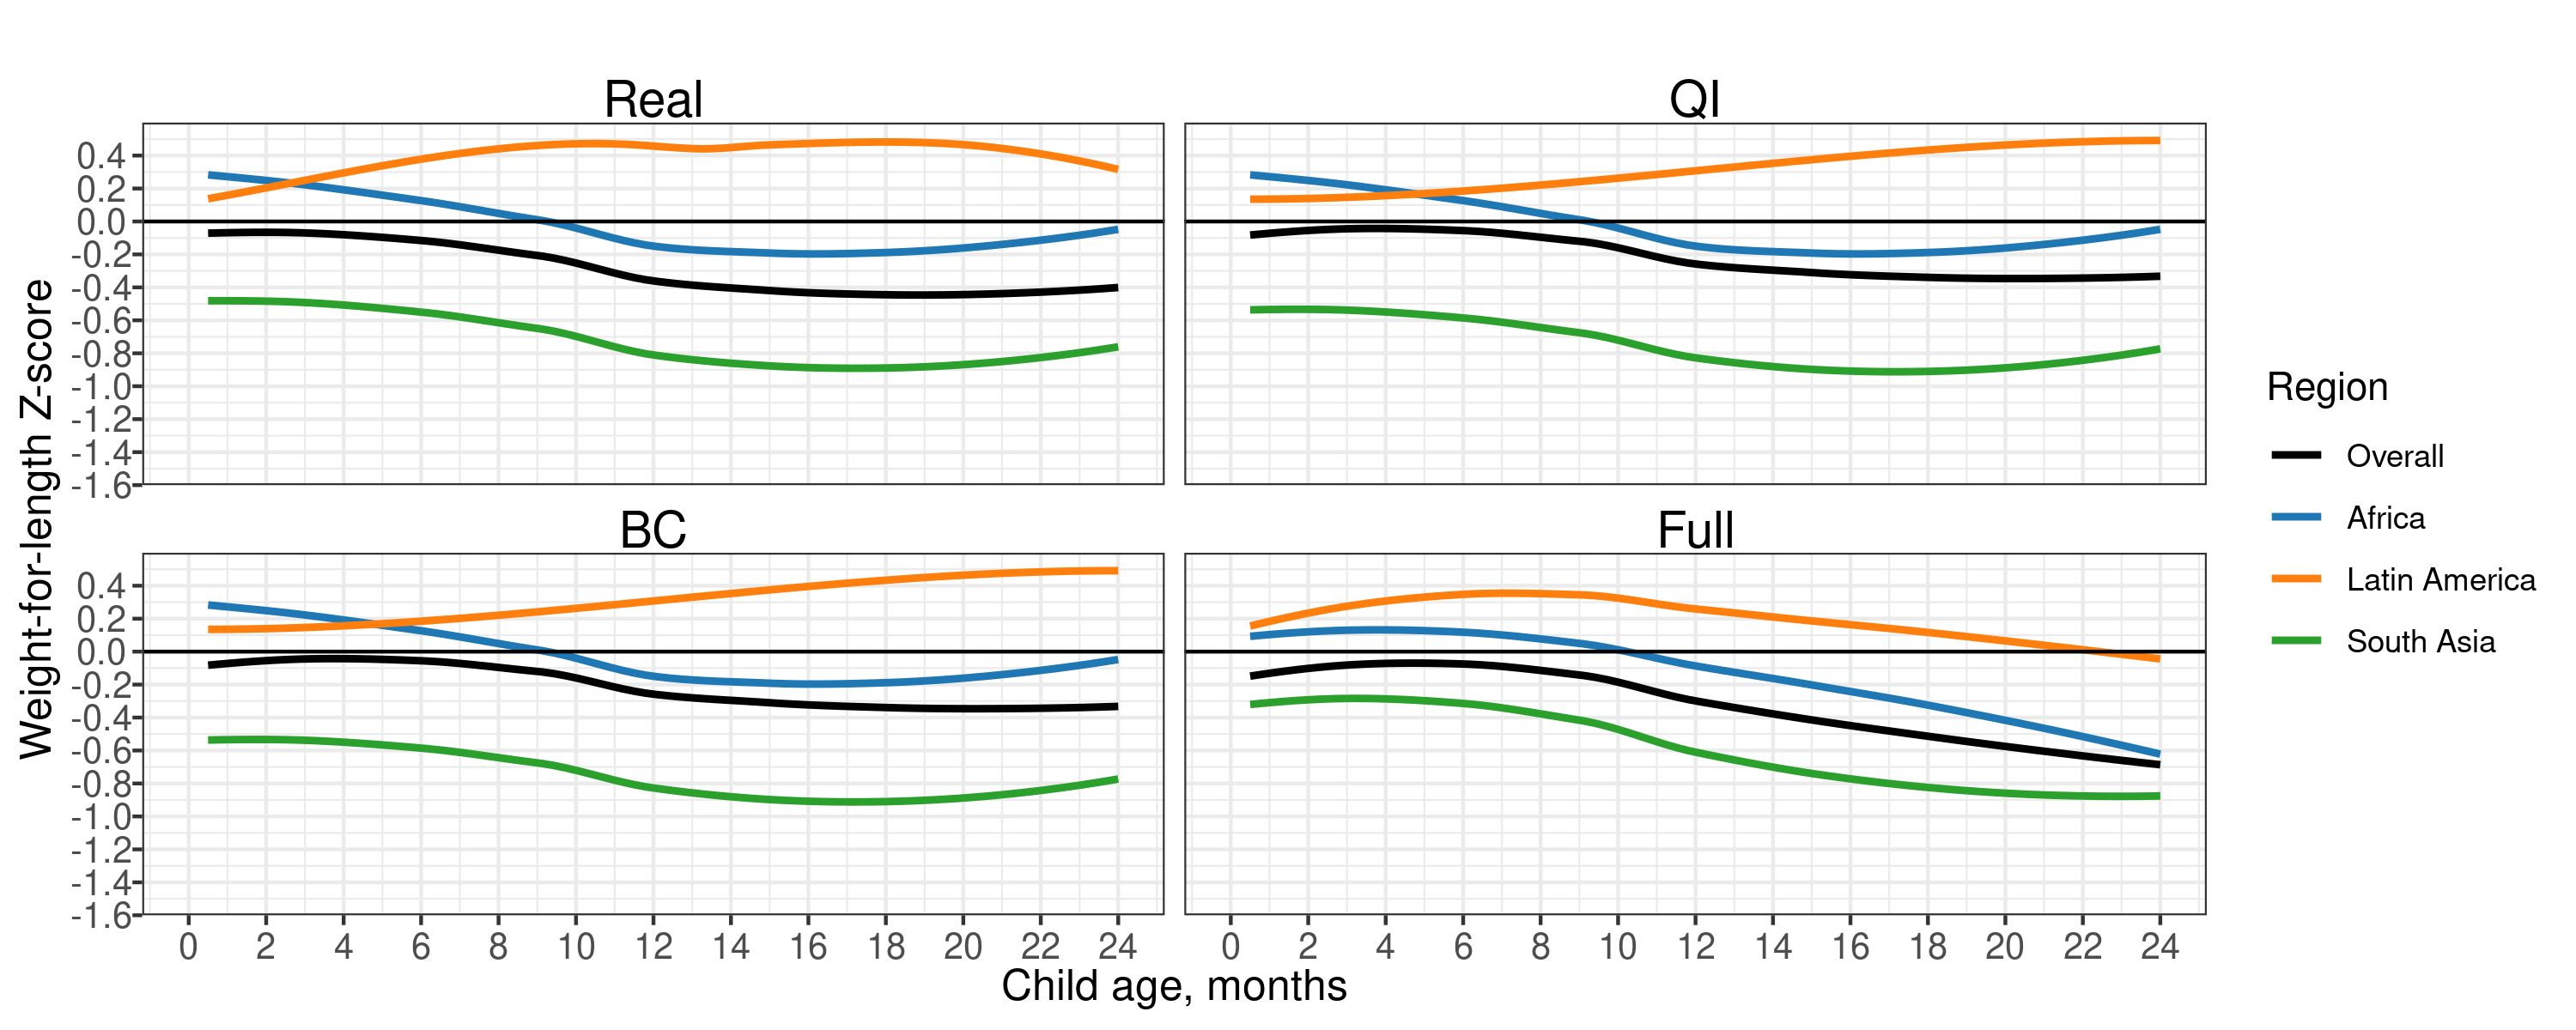 Real
QI
0.4
0.2
0.0
-0.2
-0.4
-0.6
-0.8
-1.0
-1.2
-1.4
-1.6
BC
Full
0.4
0.2
0.0
-0.2
-0.4
-0.6
-0.8
-1.0
-1.2
-1.4
-1.6
0 2 4 6 8 10 12 14 16 18 20 22 24
0 2 4 6 8 10 12 14 16 18 20 22 24
Child age, months
Weight-for-length Z-score
Region
Overall
Africa
Latin America
South Asia